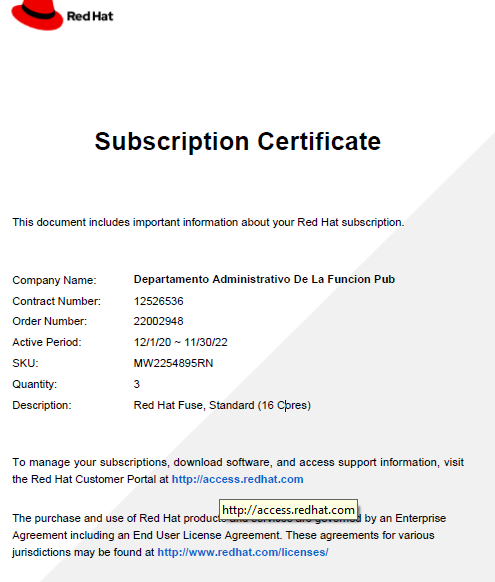 Red Hat
Subscription Certificate
This document includes important information about your Red Hat subscription.
Company Name: Departamento Administrativo De La Funcion Pub
Contract Number: 12526536
Order Number: 22002948
Active Period: 12/1/20 ~ 11/30/22
SKU: MW2254895RN
Quantity: 3
Description: Red Hat Fuse, Standard (16 Cores)
To manage your subscriptions, download software, and access support information, visit
the Red Hat Customer Portal at http://access.redhat.com
http://access.redhat.com
The purchase and use of Red Hat products by an Enterprise
Agreement including an End User License Agreement. These agreements for various
jurisdictions may be found at http://www.redhat.com/licenses/